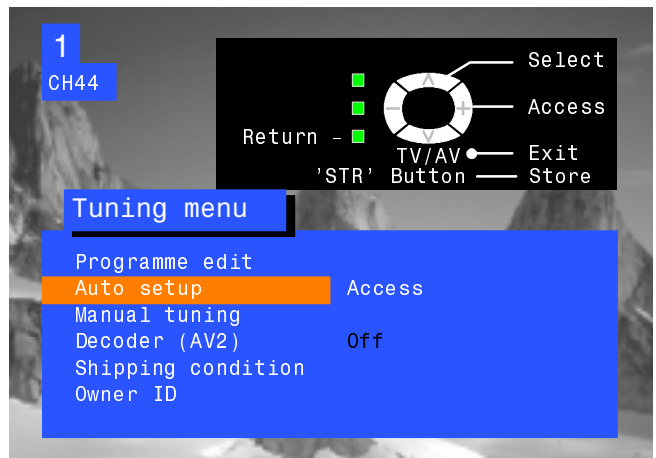 1
CH44
Select
Access
Return
TV/AV Exit
'STR' Button Store
Tuning menu
Programme edit
Auto setup Access
Manual tuning
Decoder (AV2) Off
Shipping condition
Owner ID